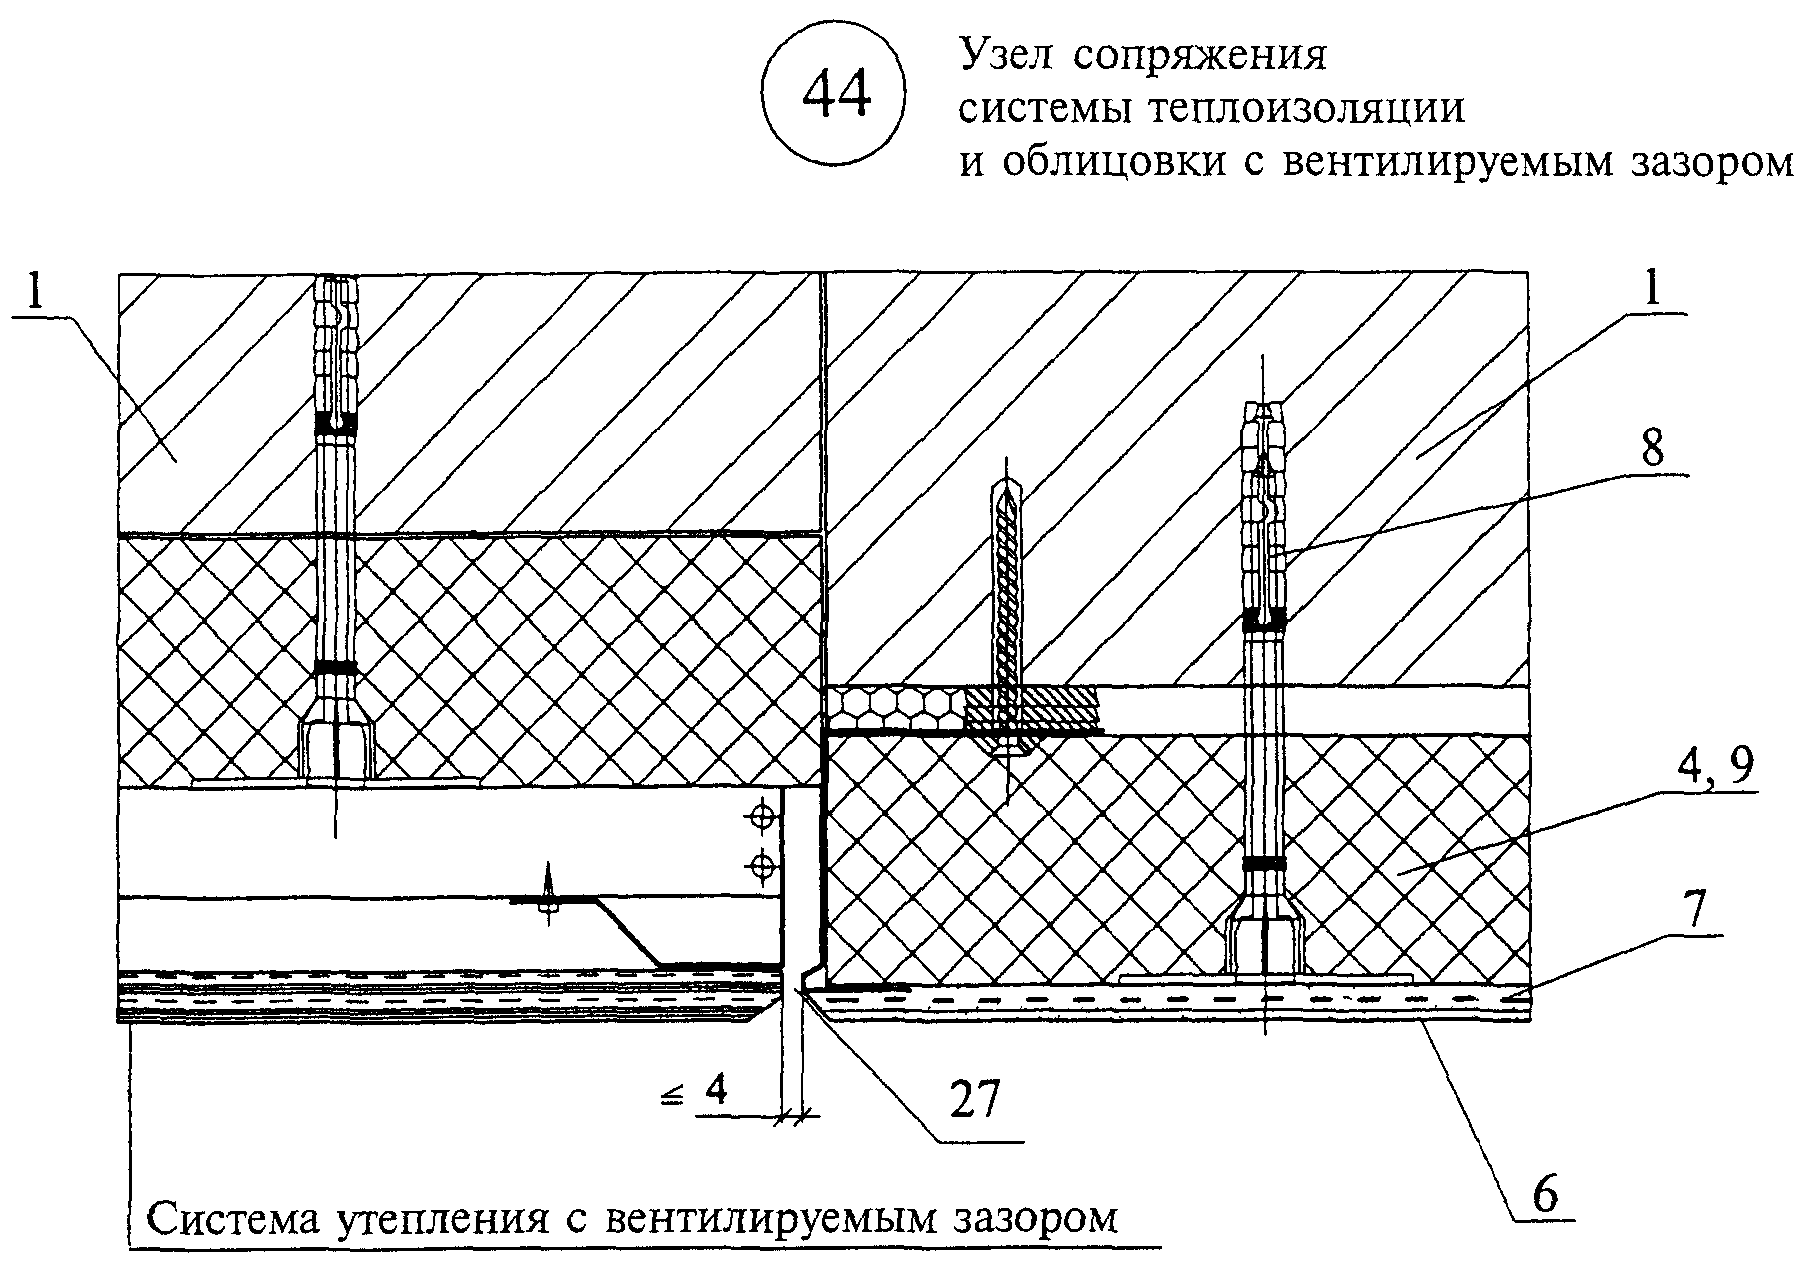 44
Узел сопряжения
системы теплоизоляции
и облицовки с вентилируемым зазором
1
1
8
4, 9
7
≤ 4
27
6
Система утепления с вентилируемым зазором